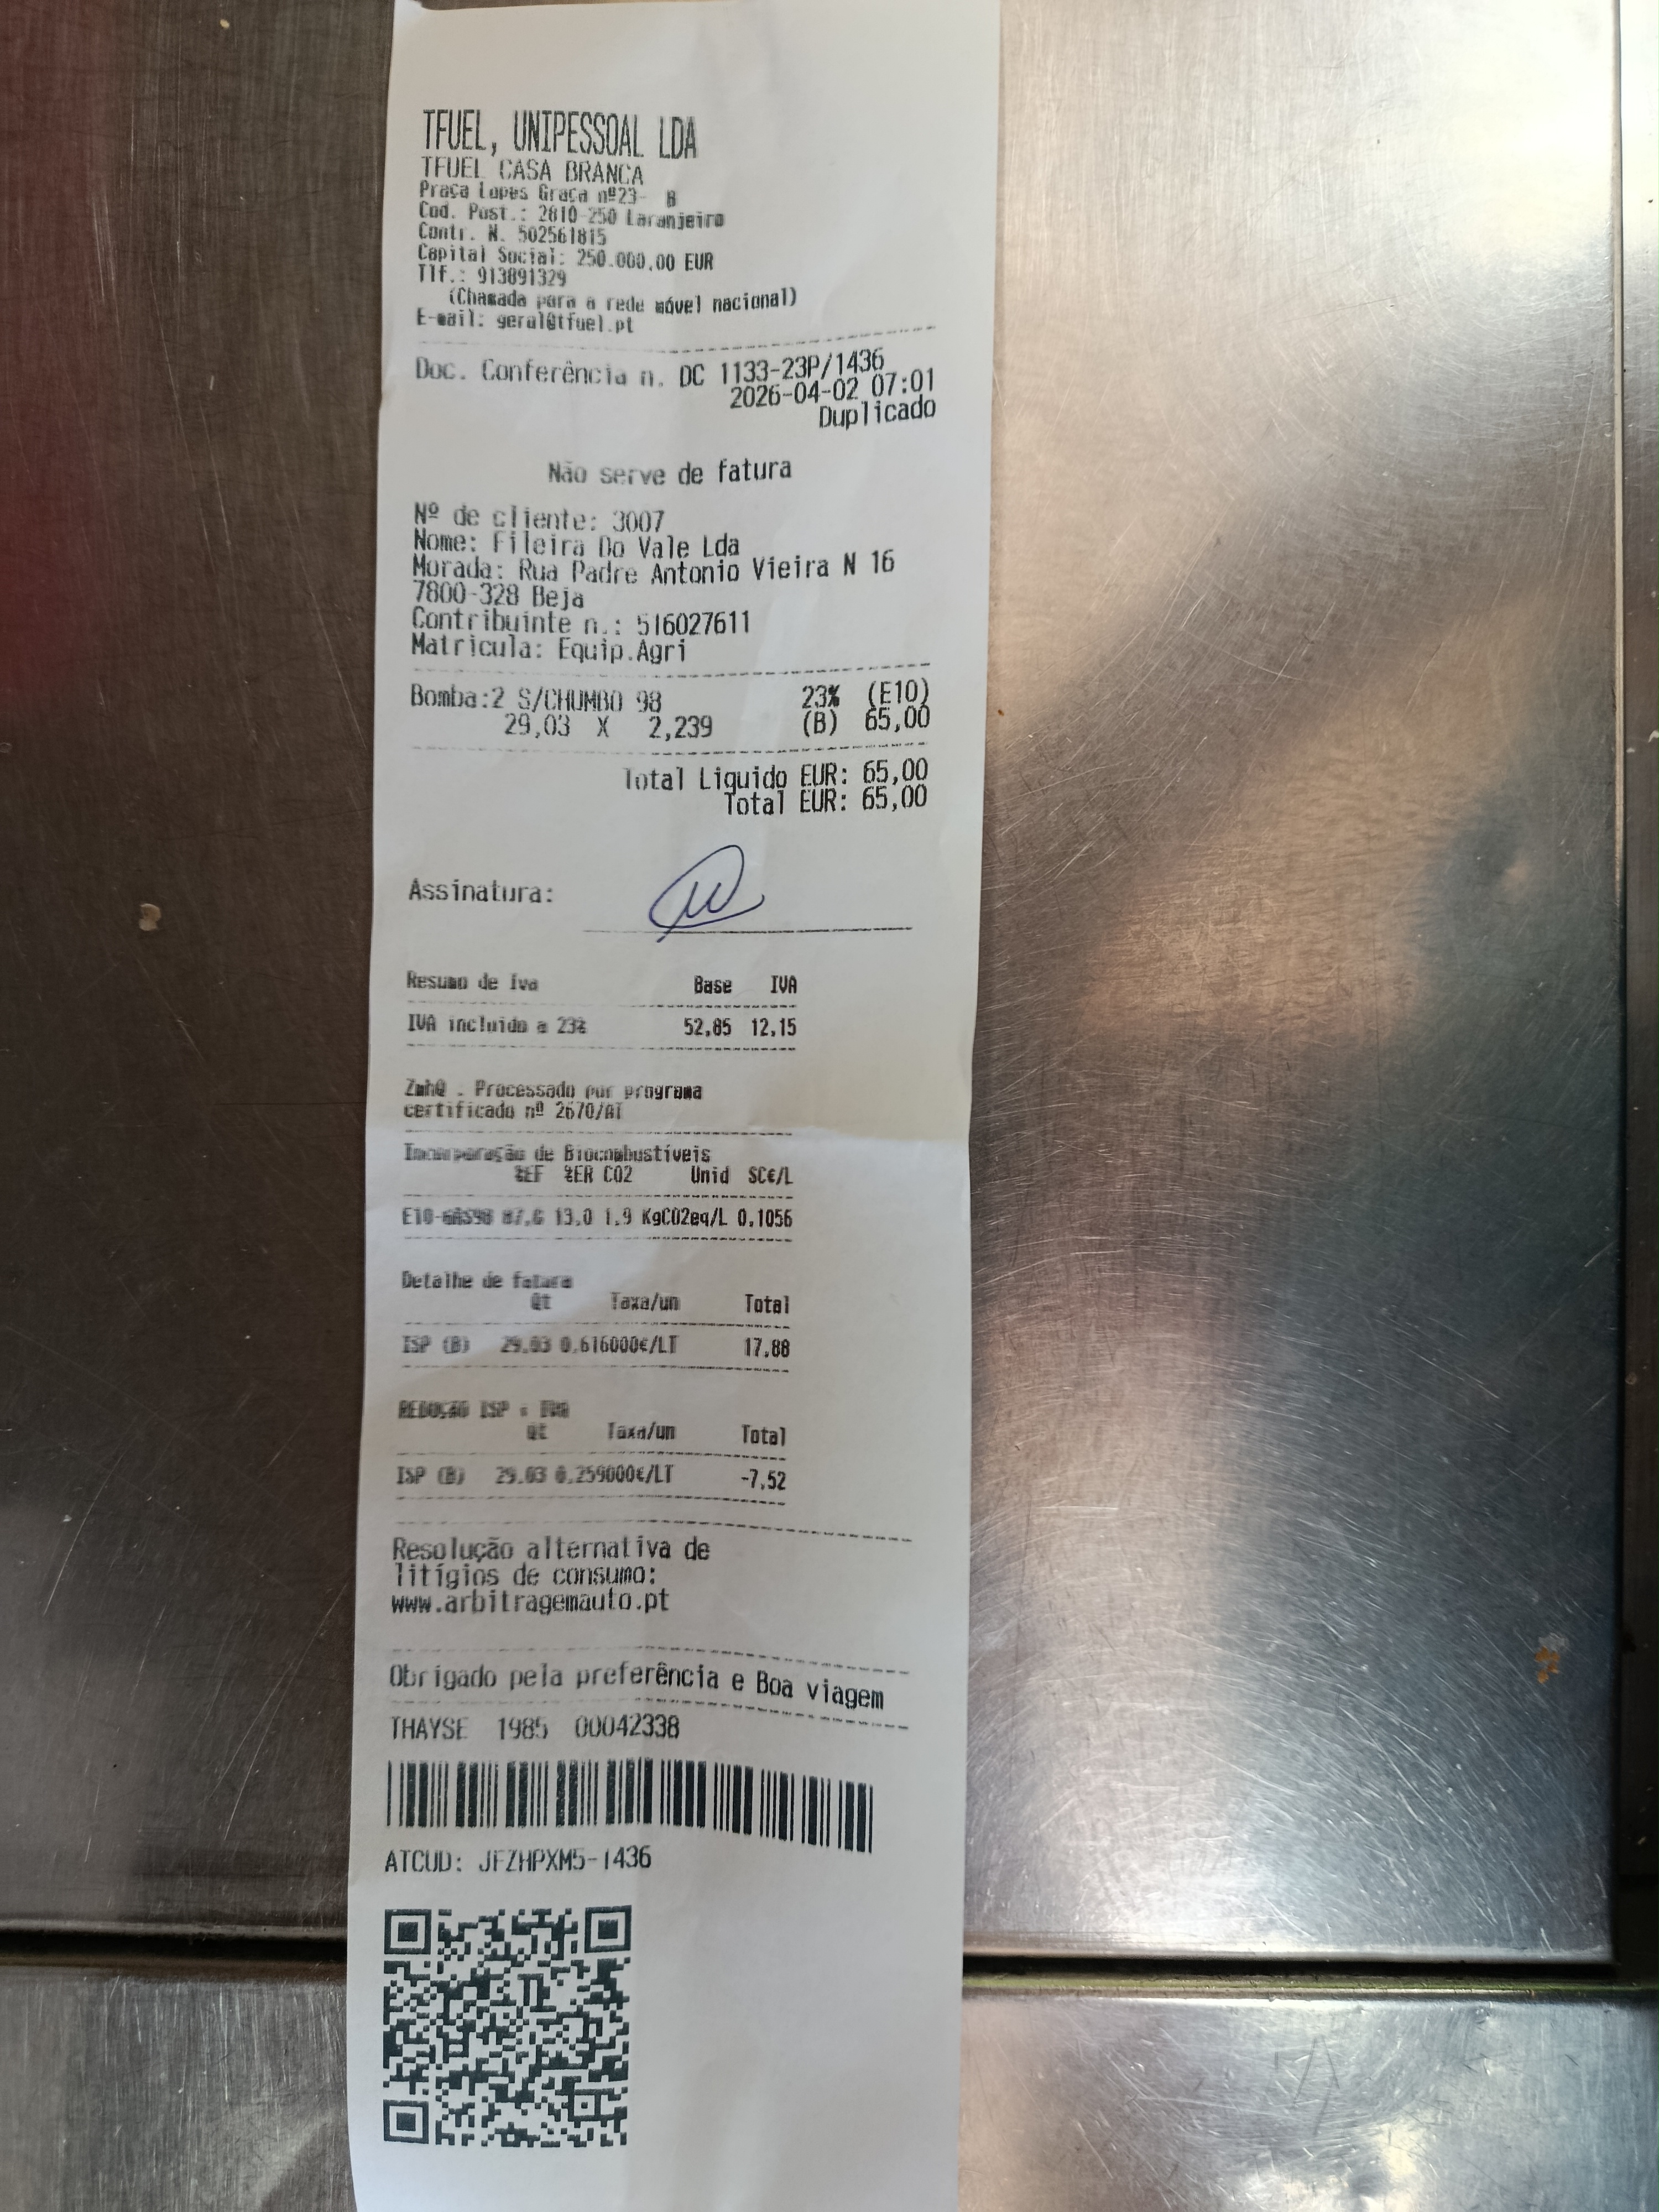 TFUEL, UNIPESSOAL LDA
TFUEL CASA BRANCA
Praça Lopes Graça nº23- B
Cod. Post.: 2810-250 Laranjeiro
Contr. N. 502561815
Capital Social: 250.000,00 EUR
Tlf.: 913891329
(Chamada para a rede móvel nacional)
E-mail: geral@tfuel.pt
Doc. Conferência n. DC 1133-23P/1436
2026-04-02 07:01
Duplicado
Não serve de fatura
Nº de cliente: 3007
Nome: Fileira Do Vale Lda
Morada: Rua Padre Antonio Vieira N 16
7800-328 Beja
Contribuinte n.: 516027611
Matricula: Equip.Agri
Bomba:2 S/CHUMBO 98 23% (E10)
29,03 X 2,239 (B) 65,00
Total Liquido EUR: 65,00
Total EUR: 65,00
Assinatura:
Resumo de Iva Base IVA
IVA incluido a 23% 52,85 12,15
ZmhQ . Processado por programa
certificado nº 2670/AT
Incorporação de Biocombustíveis
%EF %ER CO2 Unid SC€/L
13,0 1,9 KgCO2eq/L 0,1056
Detalhe de fatura
Qt Taxa/un Total
ISP (B) 29.03 0,616000€/LT 17,88
REDUÇÃO ISP + IVA
Qt Taxa/un Total
ISP (B) 29.03 0,259000€/LT -7,52
Resolução alternativa de
litígios de consumo:
www.arbitragemauto.pt
Obrigado pela preferência e Boa viagem
THAYSE 1985 00042338
ATCUD: JFZHPXM5-1436